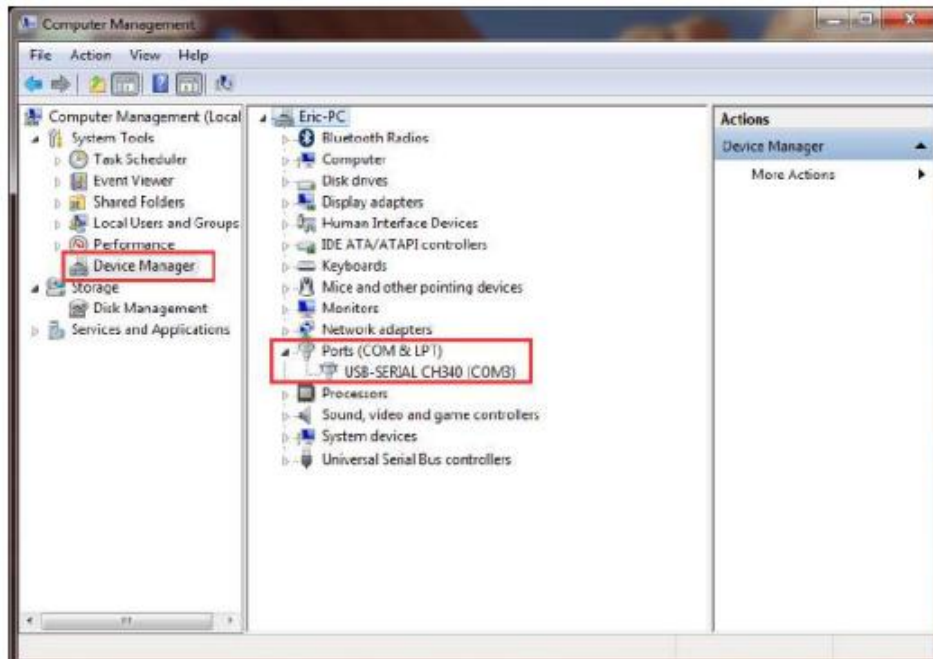 Computer Management
File Action View Help
Computer Management (Local
System Tools
Task Scheduler
Event Viewer
Shared Folders
Local Users and Groups
Performance
Device Manager
Storage
Disk Management
Services and Applications
Eric-PC
Bluetooth Radios
Computer
Disk drives
Display adapters
Human Interface Devices
IDE ATA/ATAPI controllers
Keyboards
Mice and other pointing devices
Monitors
Network adapters
Ports (COM & LPT)
USB-SERIAL CH340 (COM3)
Processors
Sound, video and game controllers
System devices
Universal Serial Bus controllers
Actions
Device Manager
More Actions